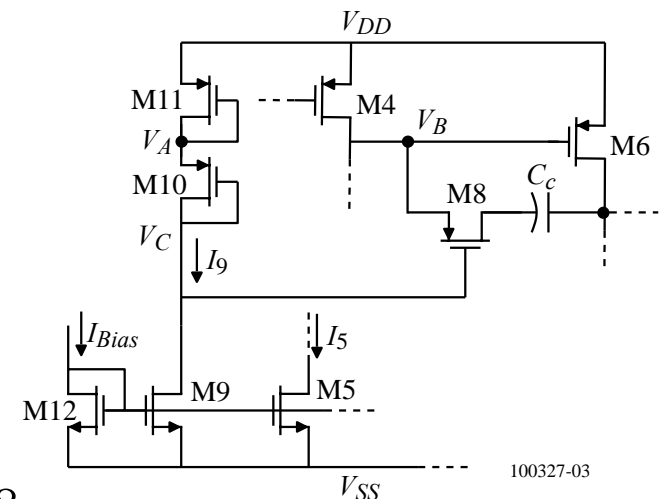 VDD
M11
M4
VB
VA
M6
M10
M8
Cc
VC
I9
IBias
I5
M12
M9
M5
100327-03
VSS